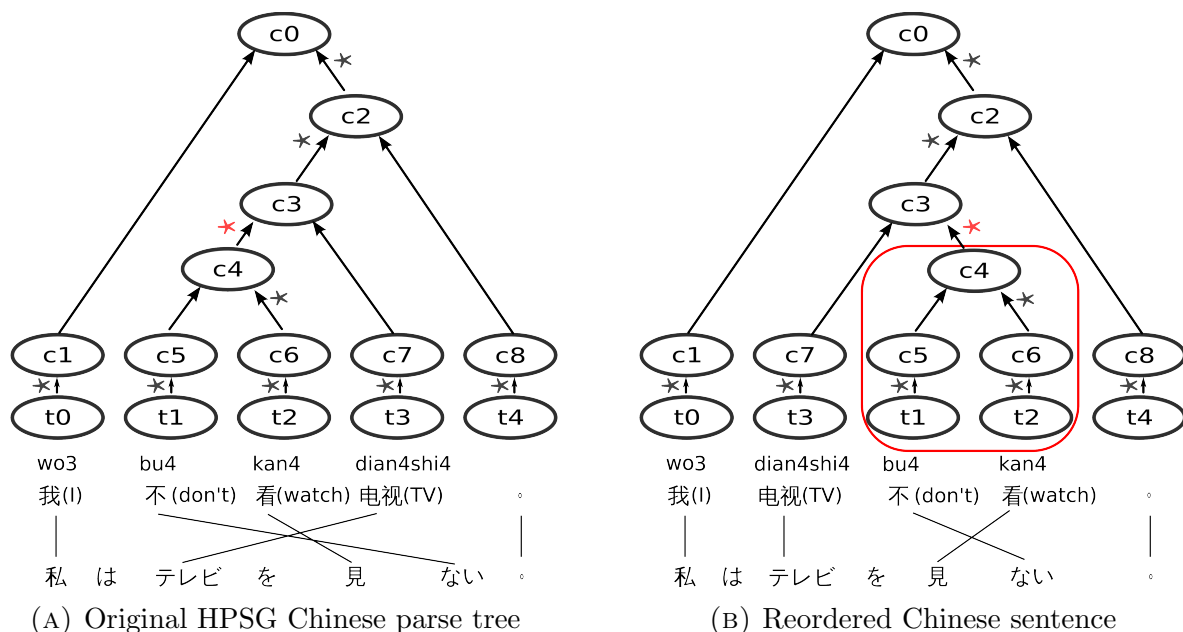 c0 c0
c2 c2
c3 c3
c4 c4
c1 c5 c6 c7 c8 c1 c7 c5 c6 c8
t0 t1 t2 t3 t4 t0 t3 t1 t2 t4
wo3 bu4 kan4 dian4shi4 wo3 dian4shi4 bu4 kan4
我(I) 不(don't) 看(watch) 电视(TV) 。 我(I) 电视(TV) 不(don't) 看(watch) 。
私 は テレビ を 見 ない 。 私 は テレビ を 見 ない 。
(A) Original HPSG Chinese parse tree (B) Reordered Chinese sentence